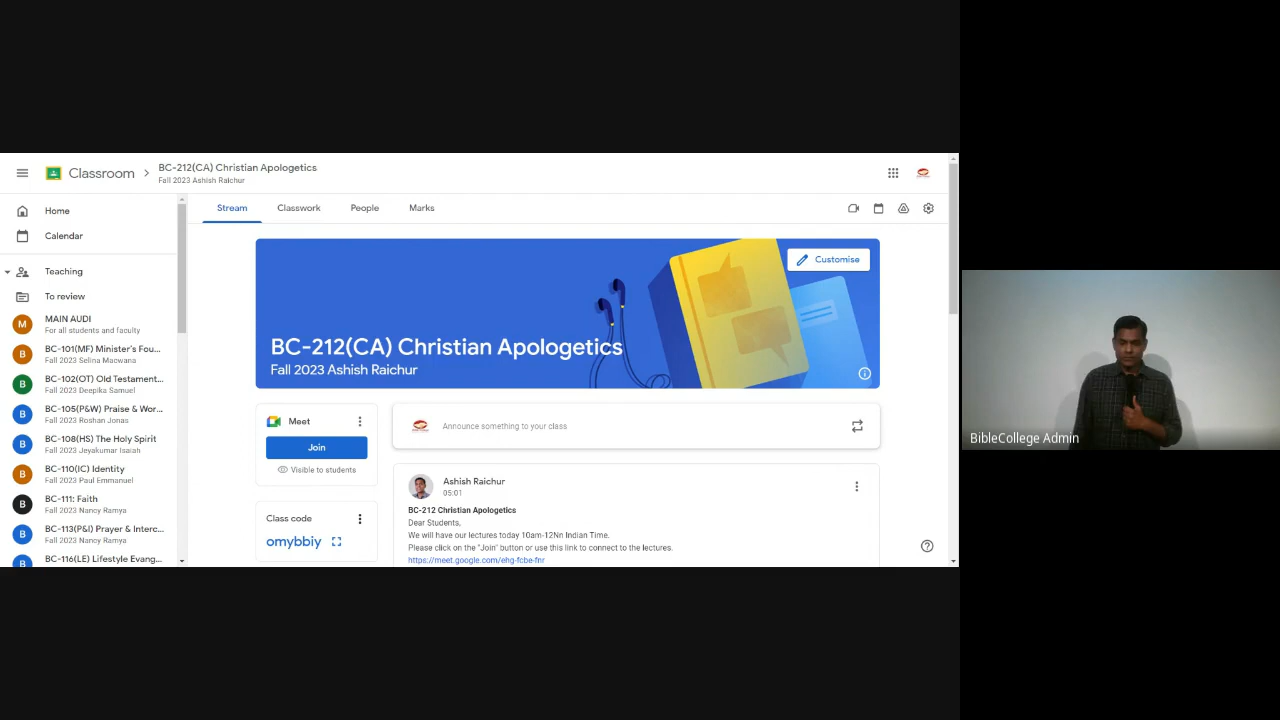 Classroom
BC-212(CA) Christian Apologetics
Fall 2023 Ashish Raichur
Home
Calendar
Teaching
To review
M
MAIN AUDI
For all students and faculty
B
BC-101(MF) Minister's Fou...
Fall 2023 Selina Macwana
B
BC-102(OT) Old Testament...
Fall 2023 Deepika Samuel
B
BC-105(P&W) Praise & Wor...
Fall 2023 Roshan Jonas
B
BC-108(HS) The Holy Spirit
Fall 2023 Jeyakumar Isaiah
B
BC-110(IC) Identity
Fall 2023 Paul Emmanuel
B
BC-111: Faith
Fall 2023 Nancy Ramya
B
BC-113(P&I) Prayer & Interc...
Fall 2023 Nancy Ramya
B
BC-116(LE) Lifestyle Evang...
Stream Classwork People Marks
Customise
BC-212(CA) Christian Apologetics
Fall 2023 Ashish Raichur
Meet
Join
Visible to students
Class code
omybbiy
Announce something to your class
Ashish Raichur
05:01
BC-212 Christian Apologetics
Dear Students,
We will have our lectures today 10am-12Nn Indian Time.
Please click on the "Join" button or use this link to connect to the lectures.
https://meet.google.com/ehg-fcbe-fnr
BibleCollege Admin